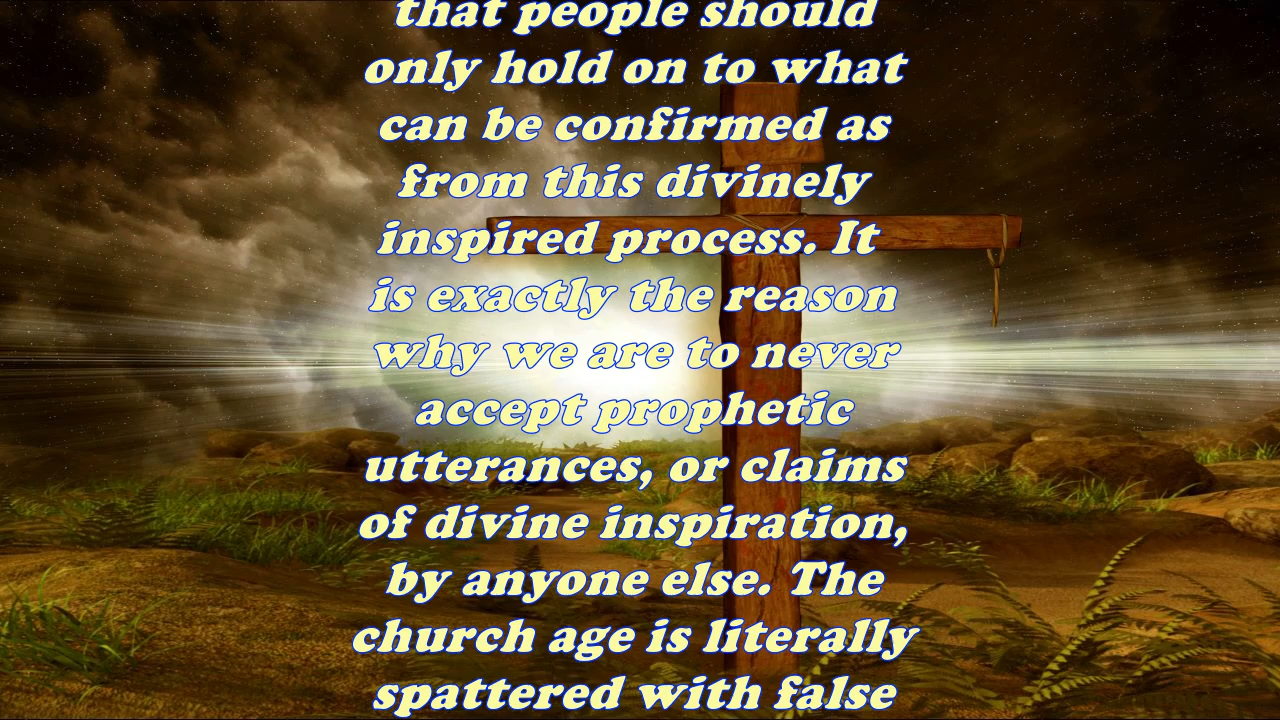 that people should
only hold on to what
can be confirmed as
from this divinely
inspired process. It
is exactly the reason
why we are to never
accept prophetic
utterances, or claims
of divine inspiration,
by anyone else. The
church age is literally
spattered with false